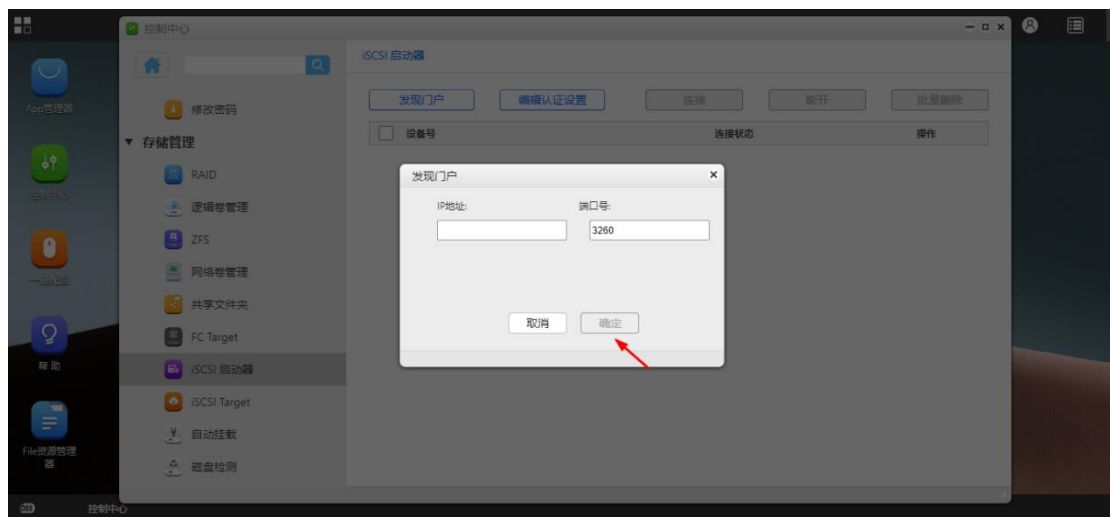 控制中心
iSCSI 启动器
App管理器
修改密码
发现门户
编辑认证设置
连接
断开
批量删除
设备号
连接状态
操作
存储管理
RAID
逻辑卷管理
ZFS
网络卷管理
共享文件夹
FC Target
iSCSI 启动器
iSCSI Target
自动挂载
磁盘检测
发现门户
IP地址:
端口号:
3260
取消
确定
控制中心
帮助
File资源管理
器
控制中心